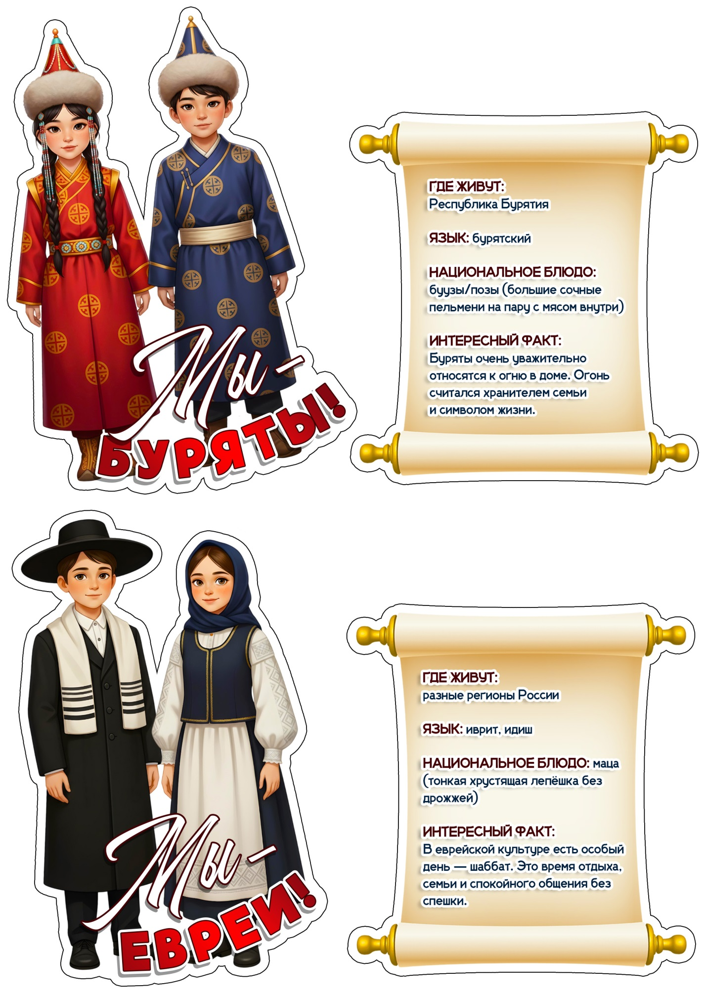 Мы -
БУРЯТЫ!
ГДЕ ЖИВУТ:
Республика Бурятия
ЯЗЫК: бурятский
НАЦИОНАЛЬНОЕ БЛЮДО:
буузы/позы (большие сочные
пельмени на пару с мясом внутри)
ИНТЕРЕСНЫЙ ФАКТ:
Буряты очень уважительно
относятся к огню в доме. Огонь
считался хранителем семьи
и символом жизни.
Мы -
ЕВРЕИ!
ГДЕ ЖИВУТ:
разные регионы России
ЯЗЫК: иврит, идиш
НАЦИОНАЛЬНОЕ БЛЮДО: маца
(тонкая хрустящая лепёшка без
дрожжей)
ИНТЕРЕСНЫЙ ФАКТ:
В еврейской культуре есть особый
день — шаббат. Это время отдыха,
семьи и спокойного общения без
спешки.